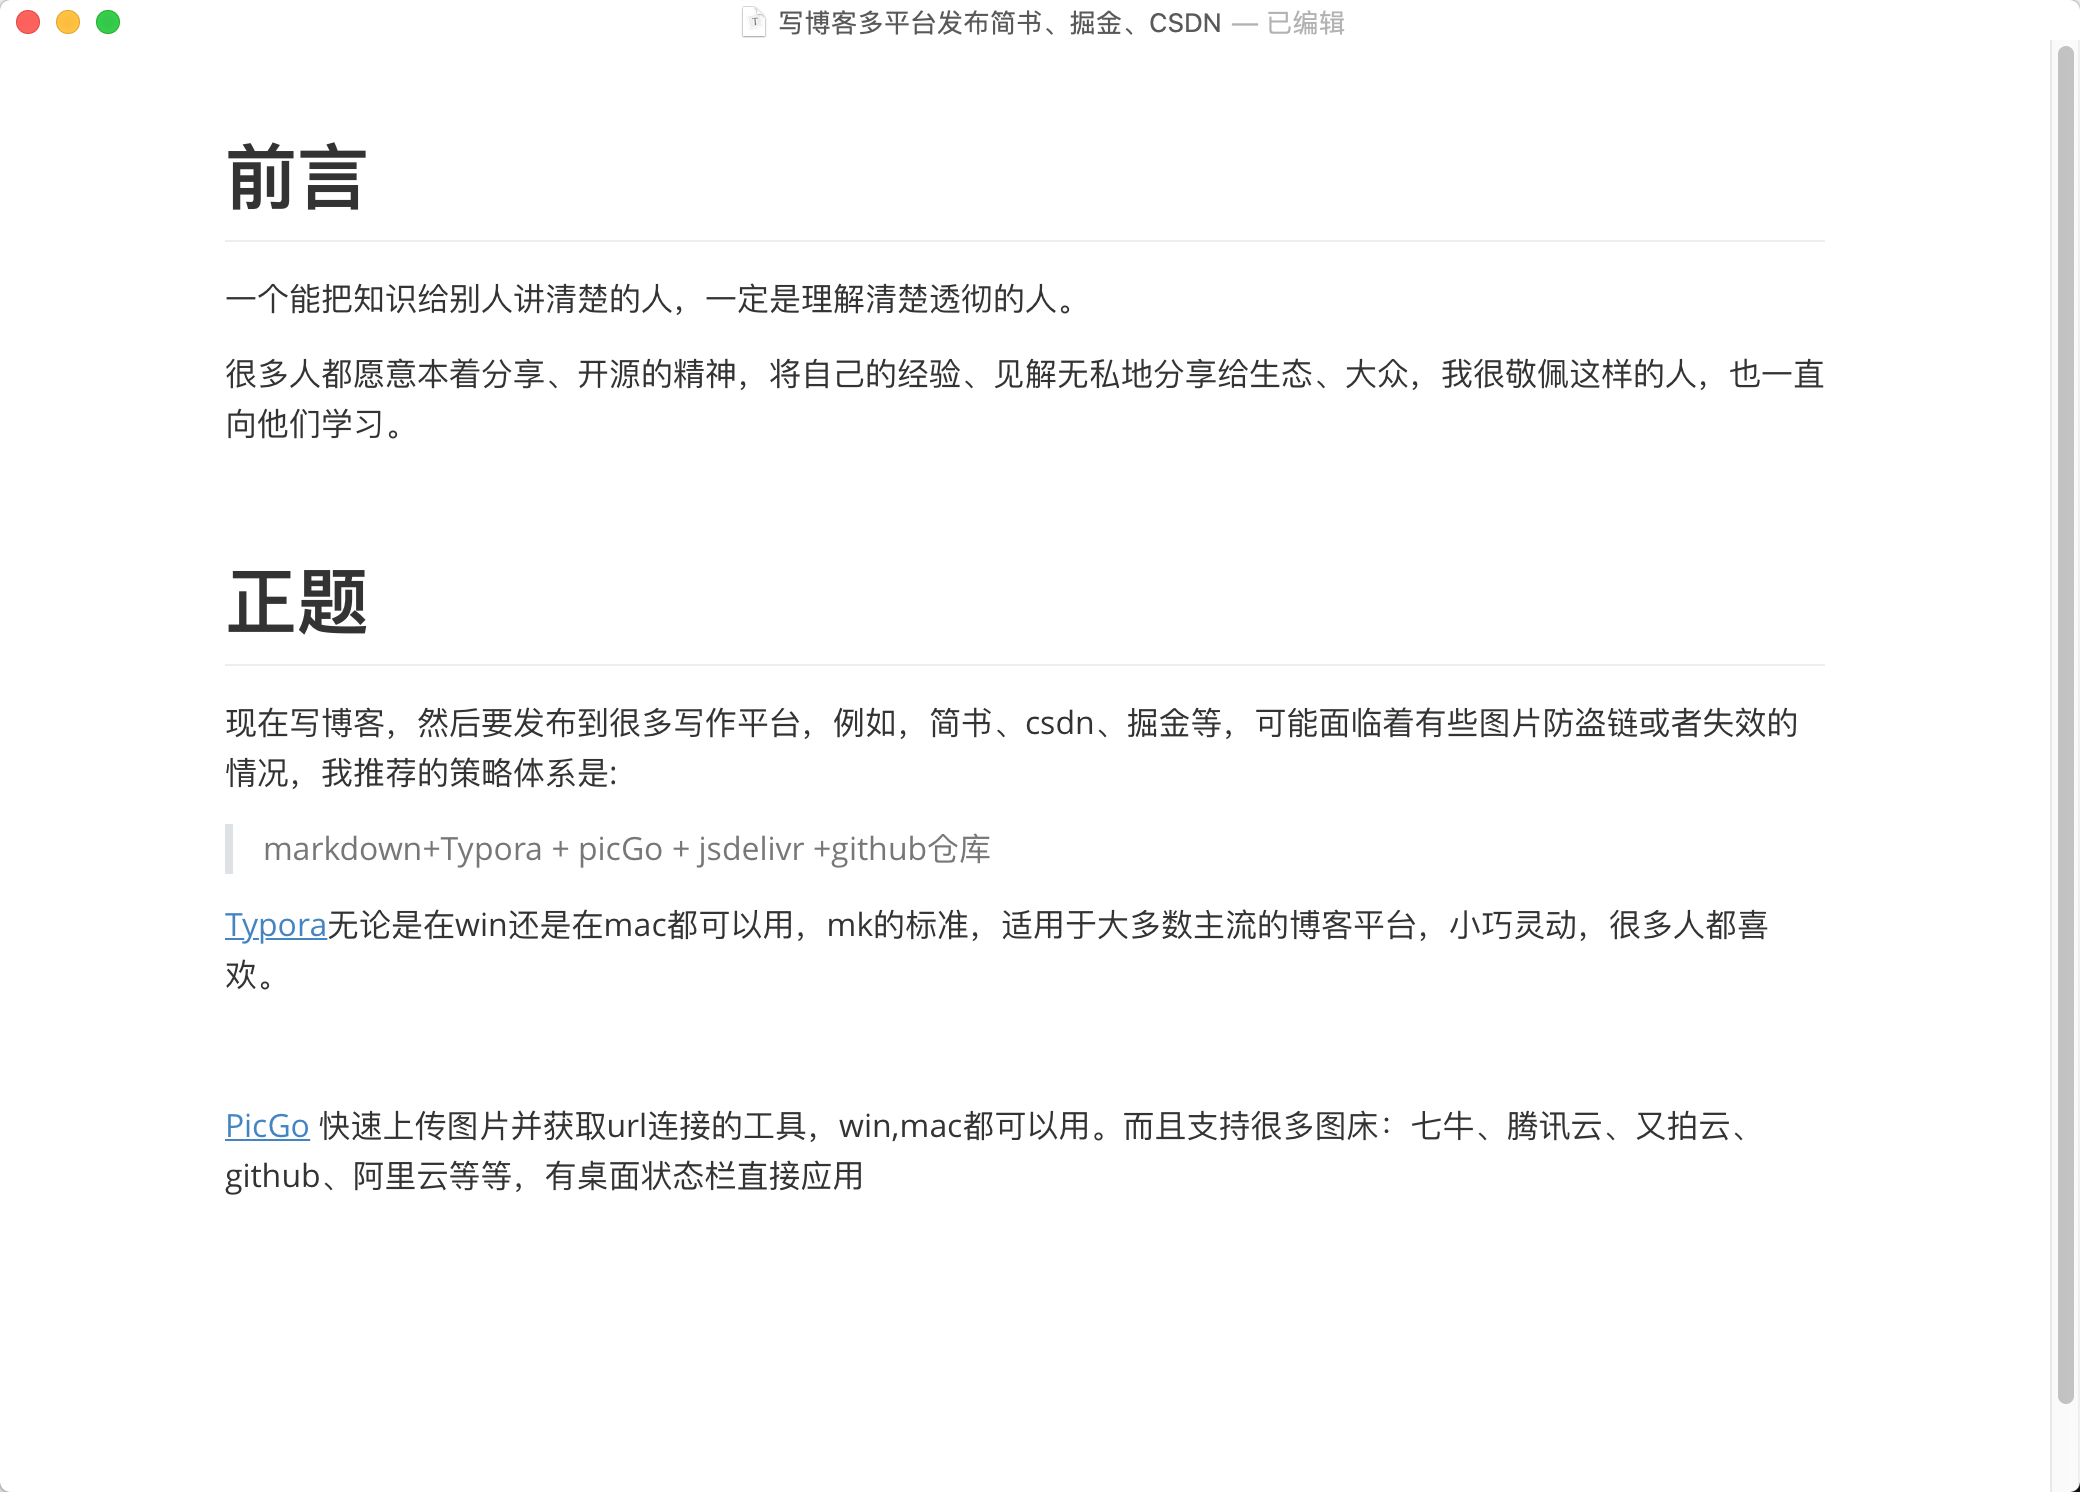 写博客多平台发布简书、掘金、CSDN — 已编辑
前言
一个能把知识给别人讲清楚的人，一定是理解清楚透彻的人。
很多人都愿意本着分享、开源的精神，将自己的经验、见解无私地分享给生态、大众，我很敬佩这样的人，也一直
向他们学习。
正题
现在写博客，然后要发布到很多写作平台，例如，简书、csdn、掘金等，可能面临着有些图片防盗链或者失效的
情况，我推荐的策略体系是:
markdown+Typora + picGo + jsdelivr +github仓库
Typora无论是在win还是在mac都可以用，mk的标准，适用于大多数主流的博客平台，小巧灵动，很多人都喜
欢。
PicGo 快速上传图片并获取url连接的工具，win,mac都可以用。而且支持很多图床：七牛、腾讯云、又拍云、
github、阿里云等等，有桌面状态栏直接应用